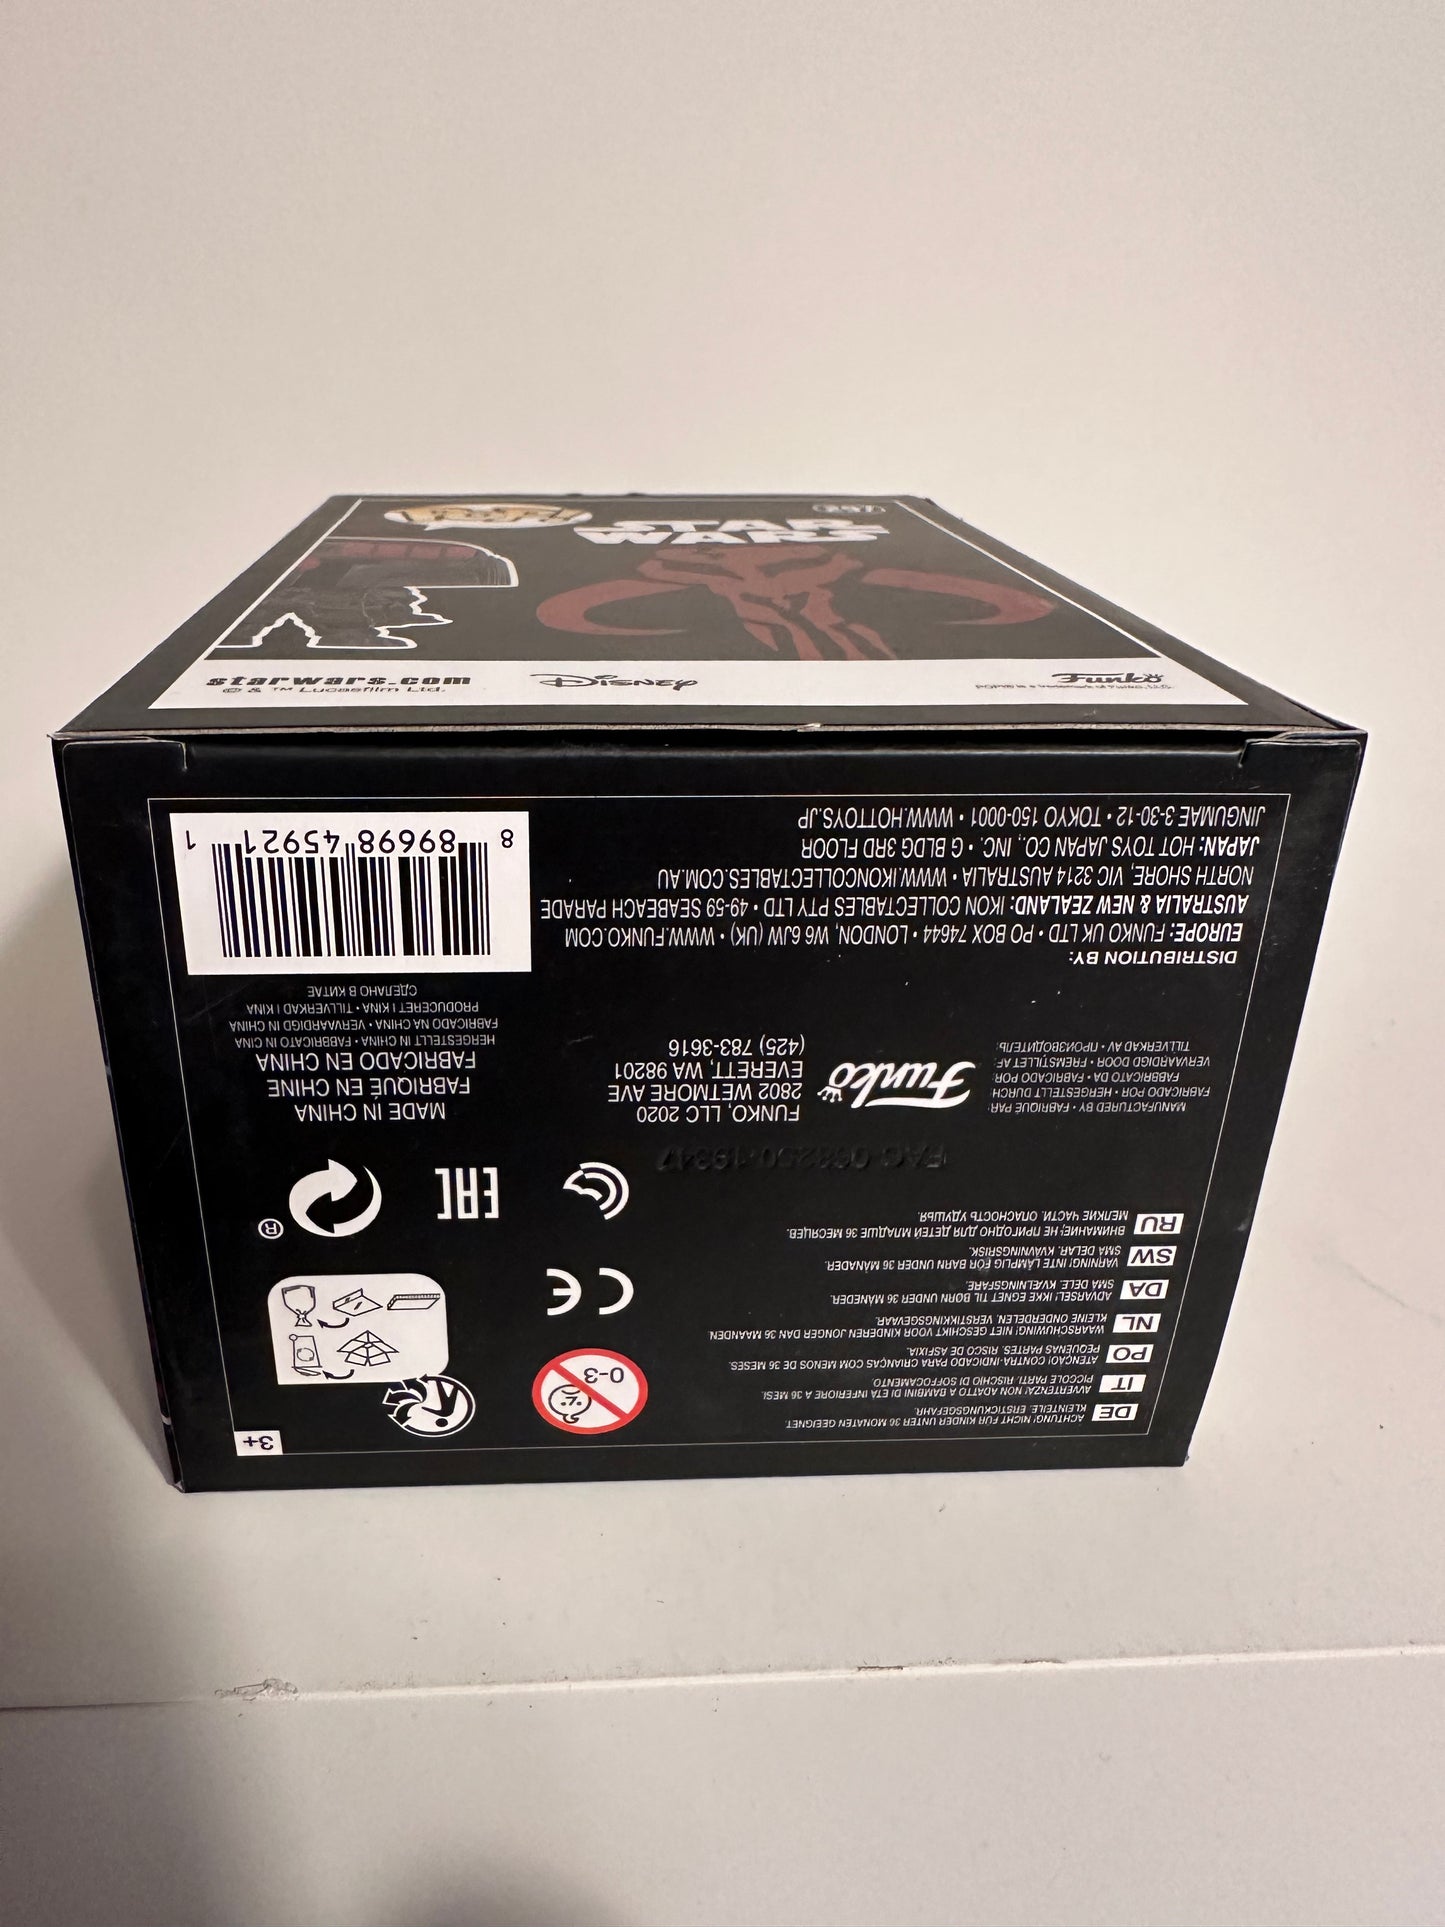 STAR
WARS
starwars.com
© & ™ Lucasfilm Ltd.
Disney
Funko
POP!® is a trademark of Funko, LLC.
3+
0-3
DE
ACHTUNG! NICHT FÜR KINDER UNTER 36 MONATEN GEEIGNET.
KLEINTEILE. ERSTICKUNGSGEFAHR.
IT
AVVERTENZA! NON ADATTO A BAMBINI DI ETÀ INFERIORE A 36 MESI.
PICCOLE PARTI. RISCHIO DI SOFFOCAMENTO.
PO
ATENÇÃO! CONTRA-INDICADO PARA CRIANÇAS COM MENOS DE 36 MESES.
PEQUENAS PARTES. RISCO DE ASFIXIA.
NL
WAARSCHUWING! NIET GESCHIKT VOOR KINDEREN JONGER DAN 36 MAANDEN.
KLEINE ONDERDELEN. VERSTIKKINGSGEVAAR.
DA
ADVARSEL! IKKE EGNET TIL BØRN UNDER 36 MÅNEDER.
SMÅ DELE. KVÆLNINGSFARE.
SW
VARNING! INTE LÄMPLIG FÖR BARN UNDER 36 MÅNADER.
SMÅ DELAR. KVÄVNINGSRISK.
RU
ВНИМАНИЕ! НЕ ПРИГОДНО ДЛЯ ДЕТЕЙ МЛАДШЕ 36 МЕСЯЦЕВ.
МЕЛКИЕ ЧАСТИ. ОПАСНОСТЬ УДУШЬЯ.
CE
EAC
®
FAC-068250-19347
MANUFACTURED BY • FABRIQUÉ PAR:
FABRICADO POR • HERGESTELLT DURCH:
FABBRICATO DA • FABRICADO POR:
VERVAARDIGD DOOR • FREMSTILLET AF:
TILLVERKAD AV • ПРОИЗВОДИТЕЛЬ:
Funko
FUNKO, LLC 2020
2802 WETMORE AVE
EVERETT, WA 98201
(425) 783-3616
MADE IN CHINA
FABRIQUÉ EN CHINE
FABRICADO EN CHINA
HERGESTELLT IN CHINA • FABBRICATO IN CINA
FABRICADO NA CHINA • VERVAARDIGD IN CHINA
PRODUCERET I KINA • TILLVERKAD I KINA
СДЕЛАНО В КИТАЕ
DISTRIBUTION BY:
EUROPE: FUNKO UK LTD • PO BOX 74644 • LONDON, W6 6JW (UK) • WWW.FUNKO.COM
AUSTRALIA & NEW ZEALAND: IKON COLLECTABLES PTY LTD • 49-59 SEABEACH PARADE
NORTH SHORE, VIC 3214 AUSTRALIA • WWW.IKONCOLLECTABLES.COM.AU
JAPAN: HOT TOYS JAPAN CO., INC. • G BLDG 3RD FLOOR
JINGUMAE 3-30-12 • TOKYO 150-0001 • WWW.HOTTOYS.JP
8 89698 45921 1